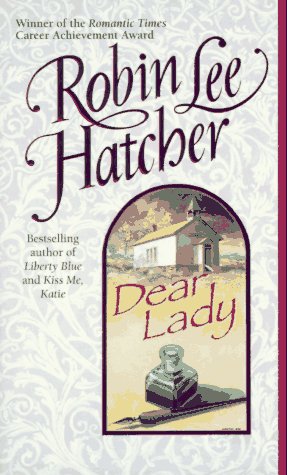 Winner of the Romantic Times
Career Achievement Award
Robin Lee
Hatcher
Bestselling
author of
Liberty Blue
and Kiss Me,
Katie
Dear
Lady